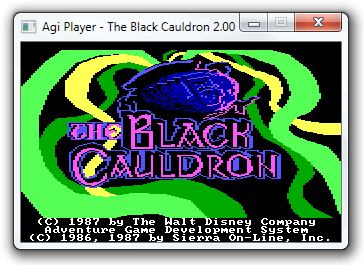 Agi Player - The Black Cauldron 2.00
THE BLACK
CAULDRON
(C) 1987 by The Walt Disney Company
Adventure Game Development System
(C) 1986, 1987 by Sierra On-Line, Inc.